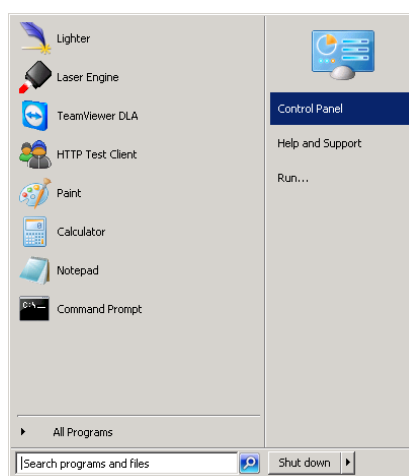 Lighter
Laser Engine
TeamViewer DLA
HTTP Test Client
Paint
Calculator
Notepad
C:\
Command Prompt
All Programs
Search programs and files
Control Panel
Help and Support
Run...
Shut down